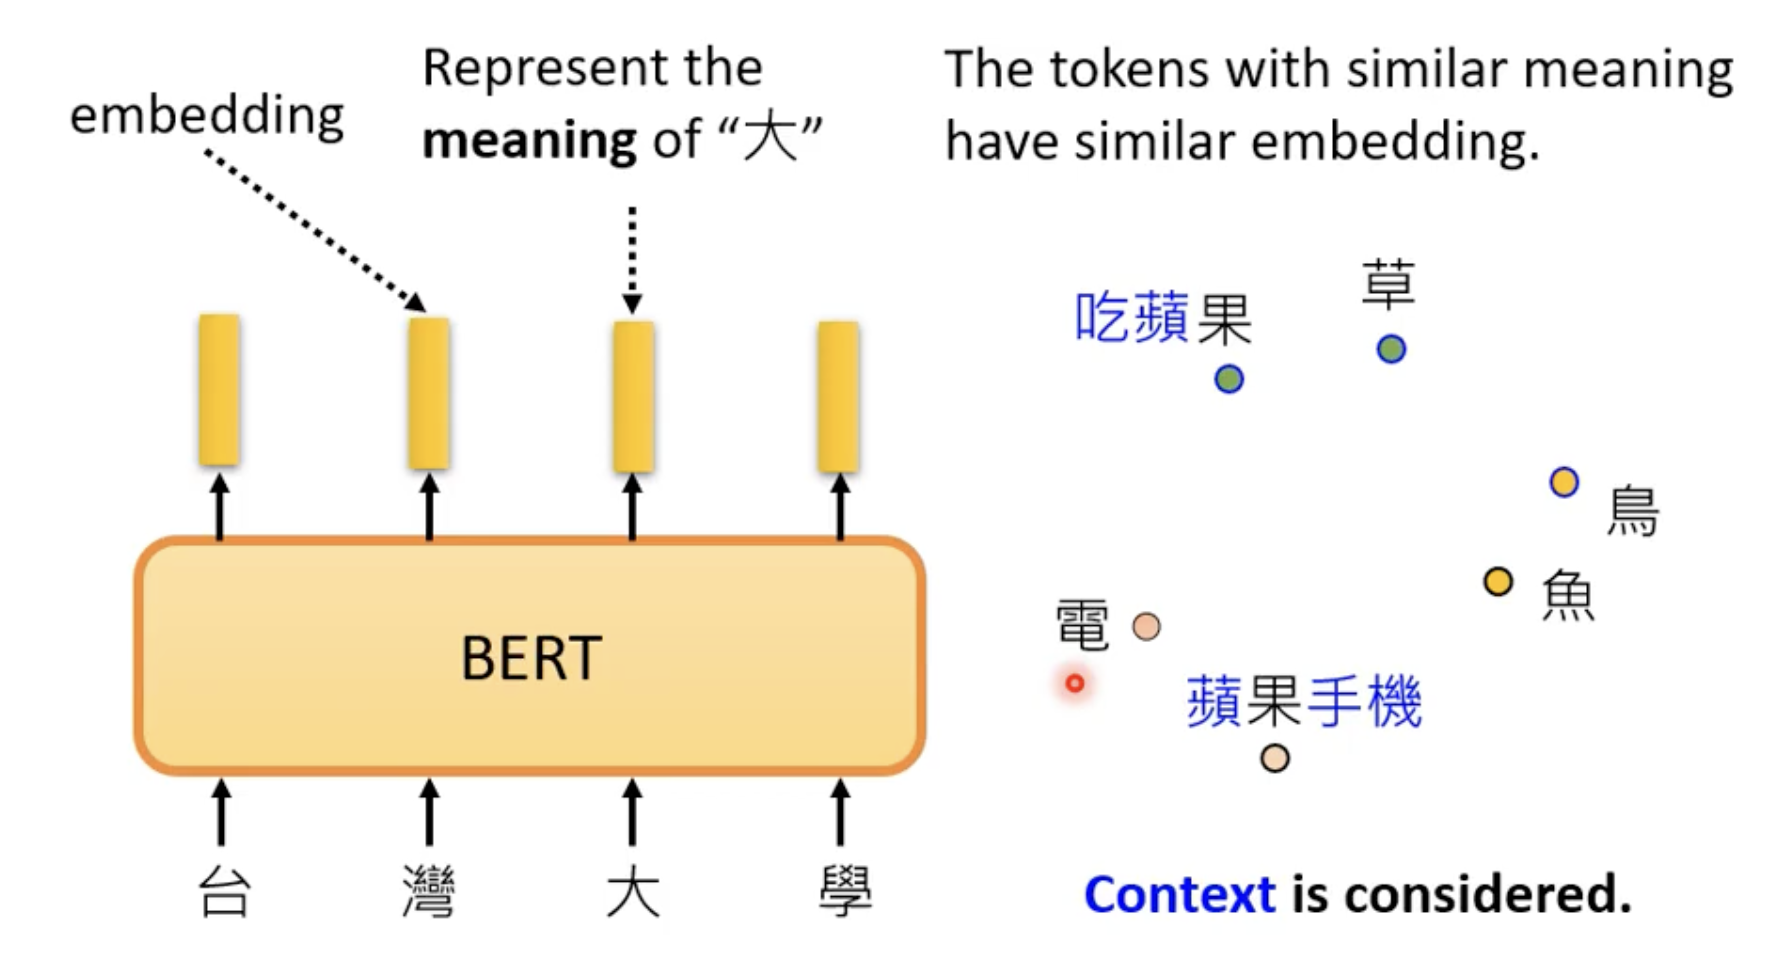 embedding
Represent the
meaning of “大”
The tokens with similar meaning
have similar embedding.
吃蘋果
草
鳥
魚
電
蘋果手機
BERT
台 灣 大 學
Context is considered.